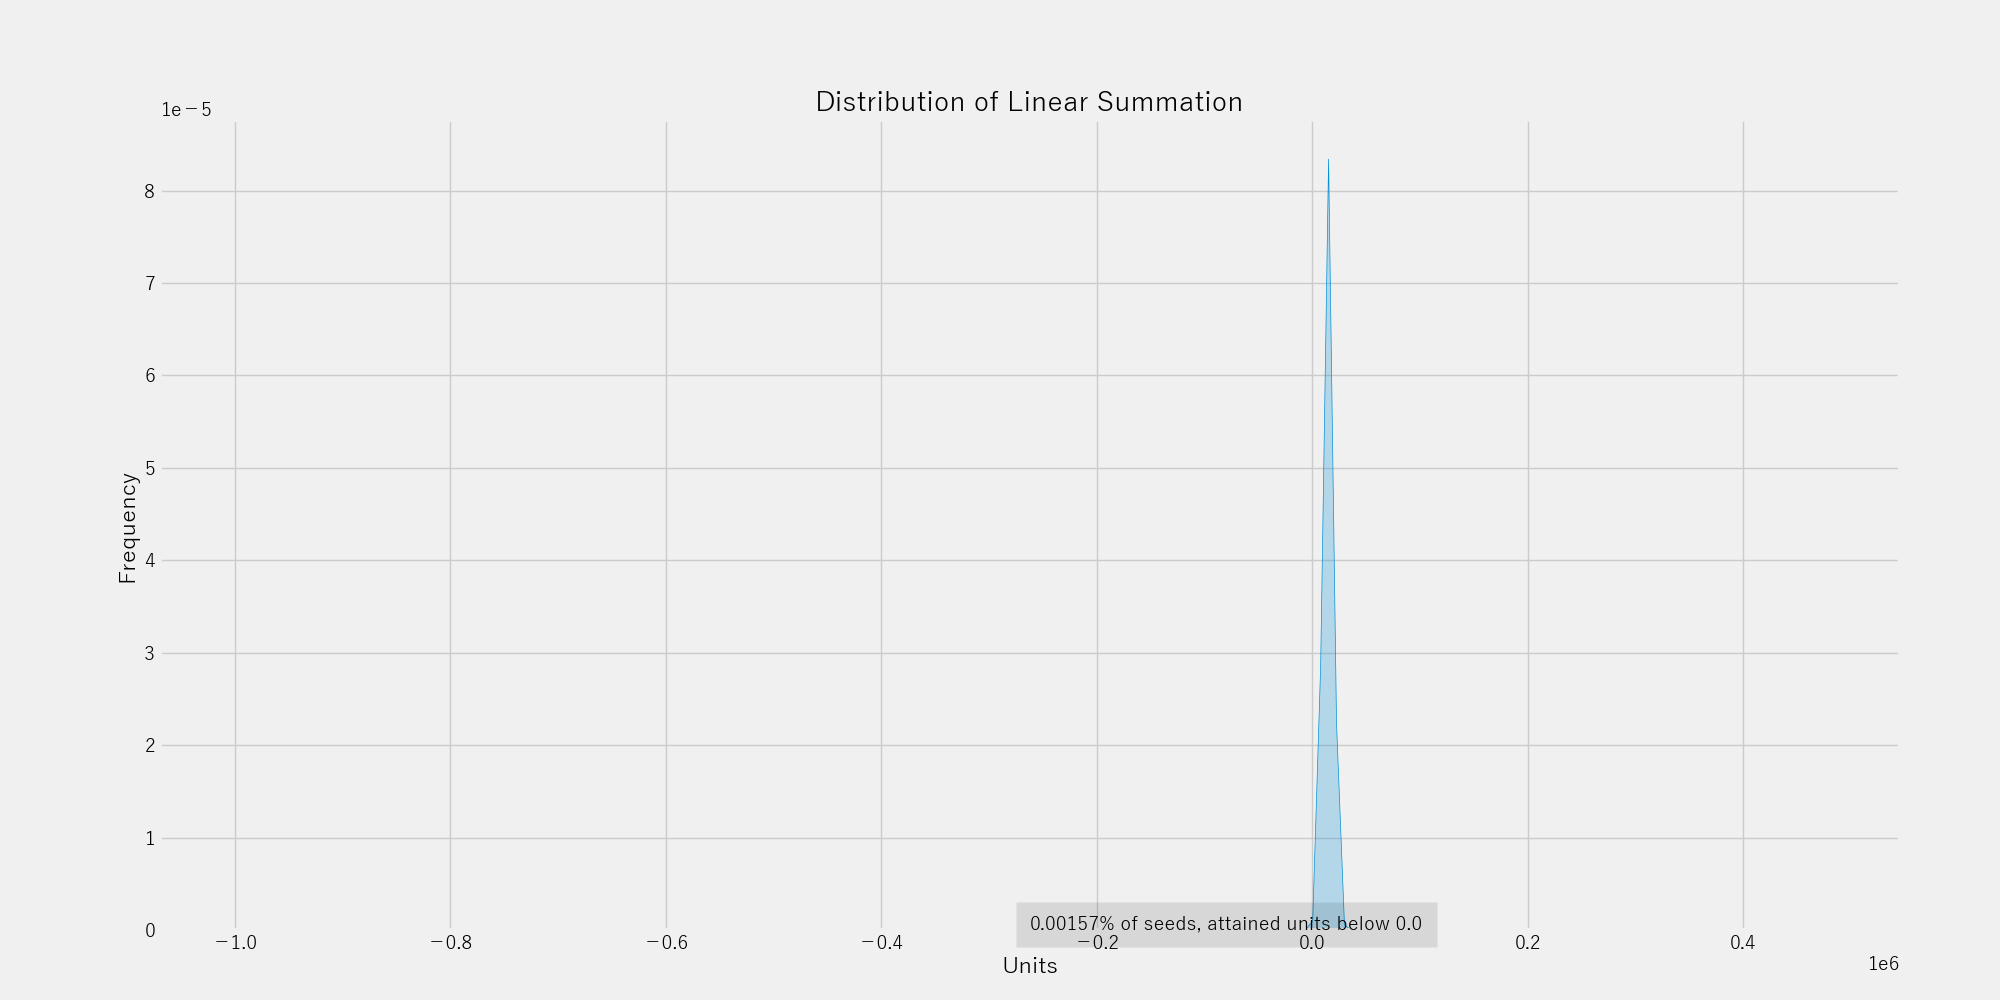 Distribution of Linear Summation
1e−5
8
7
6
5
4
3
2
1
0
Frequency
0.00157% of seeds, attained units below 0.0
−1.0 −0.8 −0.6 −0.4 −0.2 0.0 0.2 0.4
Units
1e6